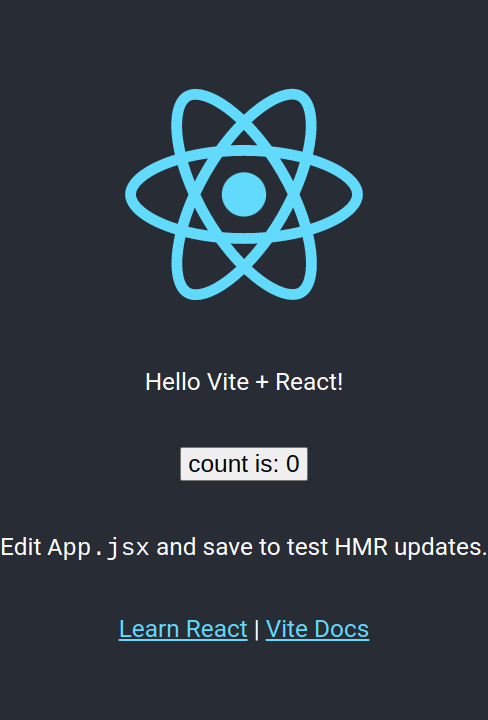 Hello Vite + React!
count is: 0
Edit App.jsx and save to test HMR updates.
Learn React | Vite Docs